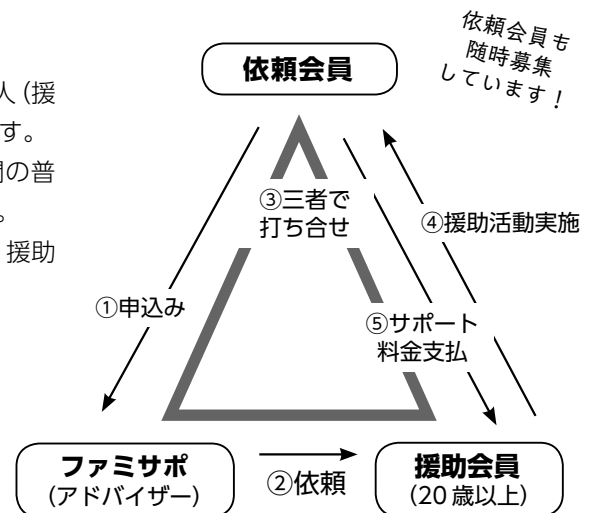 依頼会員も
随時募集
しています！
依頼会員
人（援
す。
間の普
。
援助
③三者で
打ち合せ
④援助活動実施
①申込み
⑤サポート
料金支払
ファミサポ
（アドバイザー）
②依頼
援助会員
（20歳以上）